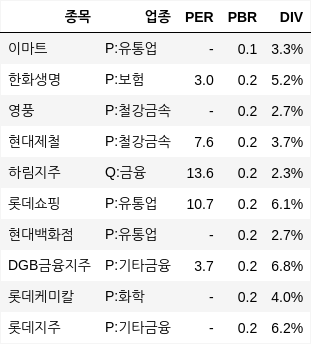 종목 업종 PER PBR DIV
이마트 P:유통업 - 0.1 3.3%
한화생명 P:보험 3.0 0.2 5.2%
영풍 P:철강금속 - 0.2 2.7%
현대제철 P:철강금속 7.6 0.2 3.7%
하림지주 Q:금융 13.6 0.2 2.3%
롯데쇼핑 P:유통업 10.7 0.2 6.1%
현대백화점 P:유통업 - 0.2 2.7%
DGB금융지주 P:기타금융 3.7 0.2 6.8%
롯데케미칼 P:화학 - 0.2 4.0%
롯데지주 P:기타금융 - 0.2 6.2%